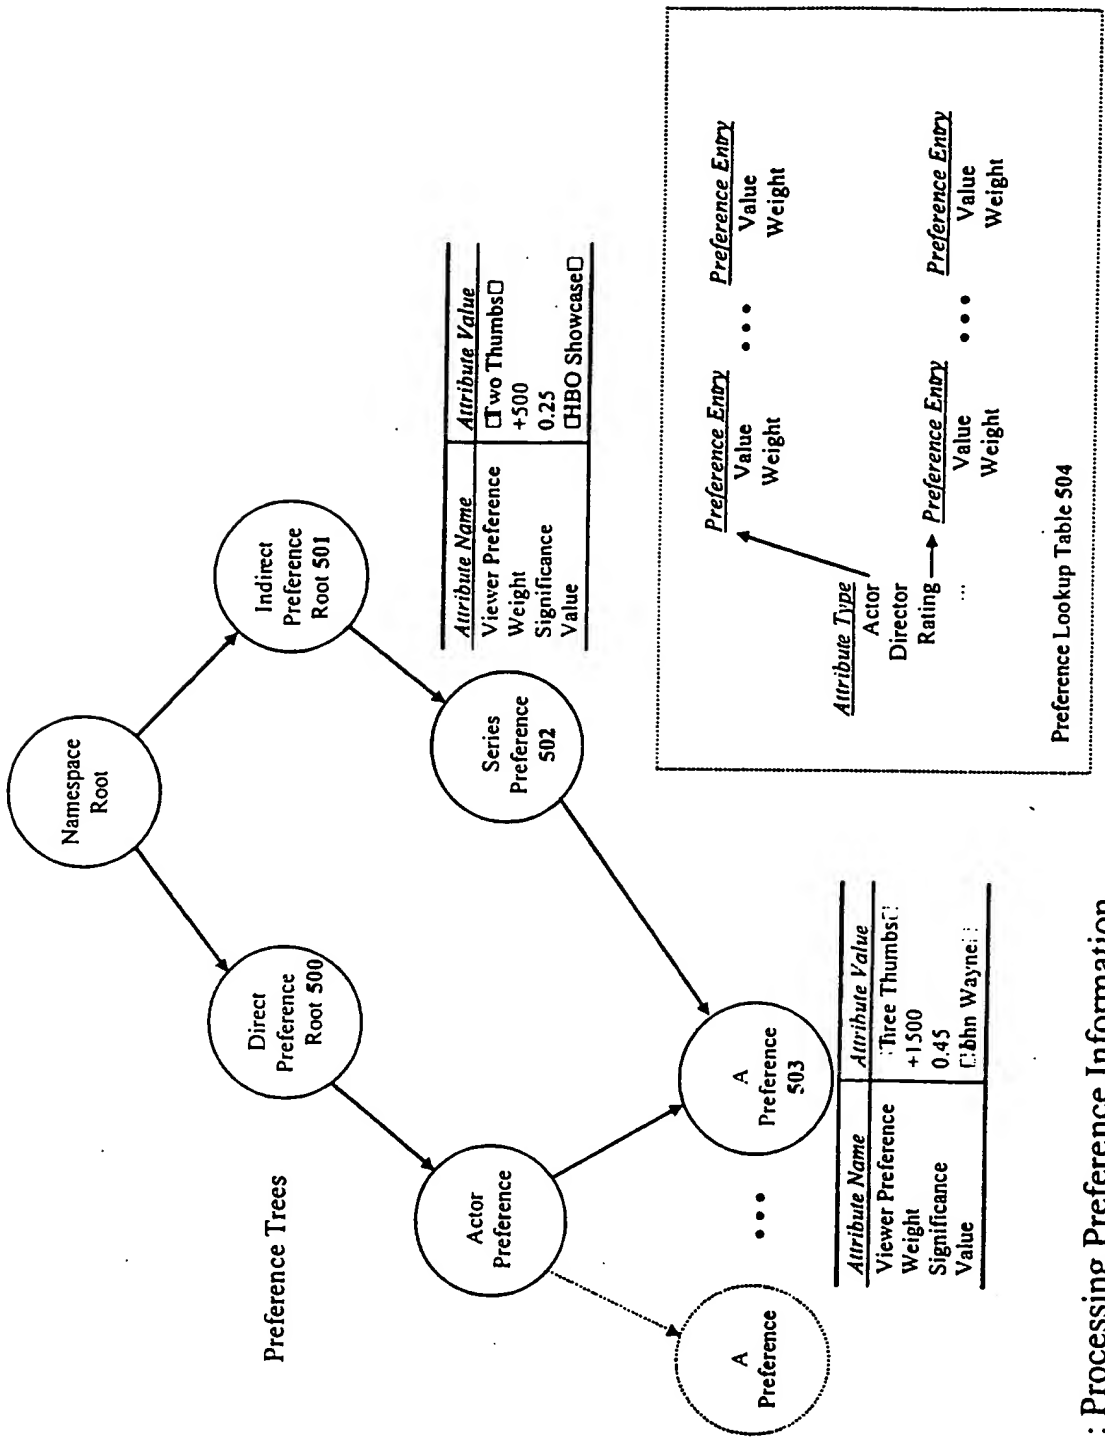 Preference Trees
Namespace
Root
Direct
Preference
Root 500
Indirect
Preference
Root 501
Actor
Preference
Series
Preference
502
Attribute Name Attribute Value
Viewer Preference □Two Thumbs□
Weight +500
Significance 0.25
Value □HBO Showcase□
A
Preference
...
A
Preference
503
Attribute Name Attribute Value
Viewer Preference Thumbs□
Weight +1500
Significance 0.45
Value Wayne
Attribute Type
Actor
Director
Rating
...
Preference Entry ... Preference Entry
Value Value
Weight Weight
Preference Entry ... Preference Entry
Value Value
Weight Weight
Preference Lookup Table 504
: Processing Preference Information